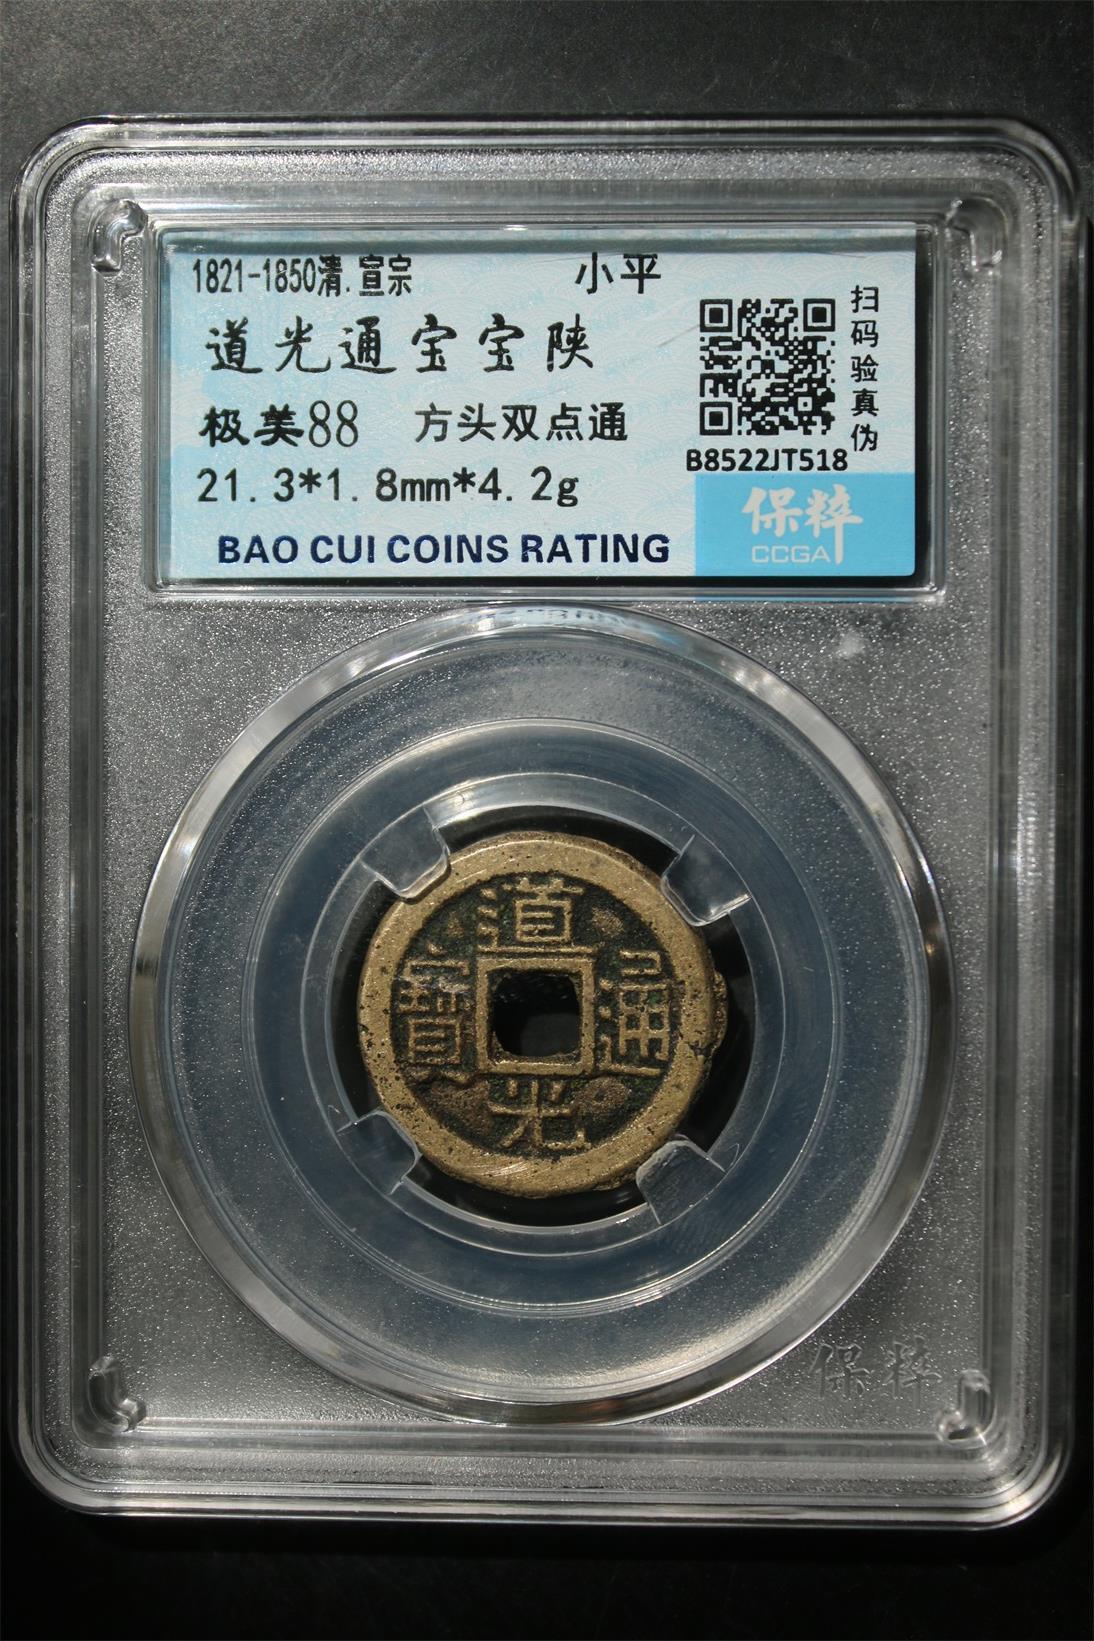 1821-1850清.宣宗 小平
道光通宝宝陕
极美88 方头双点通
21.3*1.8mm*4.2g
BAO CUI COINS RATING
扫码验真伪
B8522JT518
保粹
CCGA
道光通寳
保粹